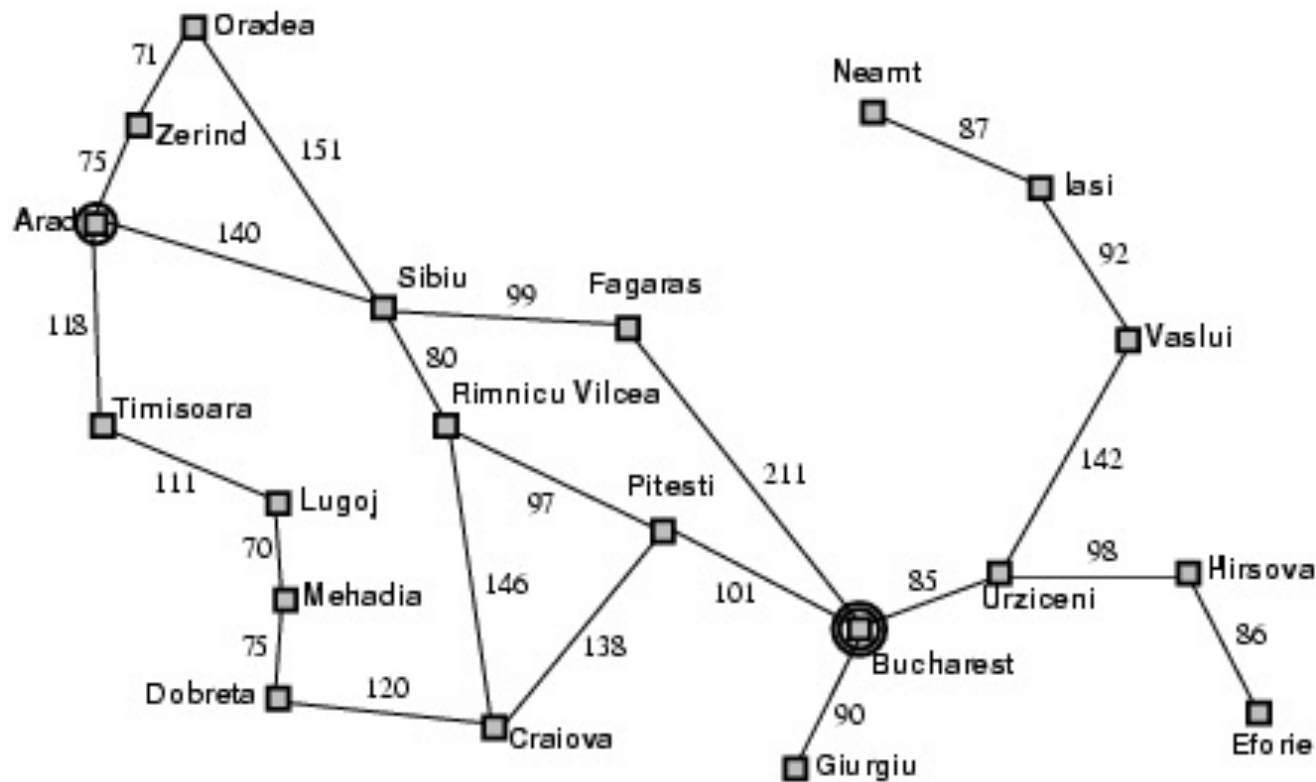 Oradea
71
Neamt
87
Zerind
151
75
Iasi
Arad
140
92
Sibiu
Fagaras
99
118
80
Vaslui
Timisoara
Rimnicu Vilcea
142
211
111
Pitesti
Lugoj
97
70
98
Hirsova
146
85
Mehadia
101
Urziceni
138
86
75
Bucharest
Dobreta
120
90
Craiova
Eforie
Giurgiu